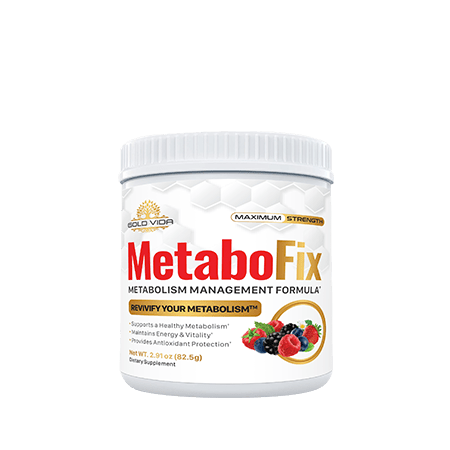 GOLD VIDA
MAXIMUM STRENGTH
MetaboFix
METABOLISM MANAGEMENT FORMULA*
REVIVIFY YOUR METABOLISM™
•Supports a Healthy Metabolism*
•Maintains Energy & Vitality*
•Provides Antioxidant Protection*
Net WT. 2.91 oz (82.5g)
Dietary Supplement